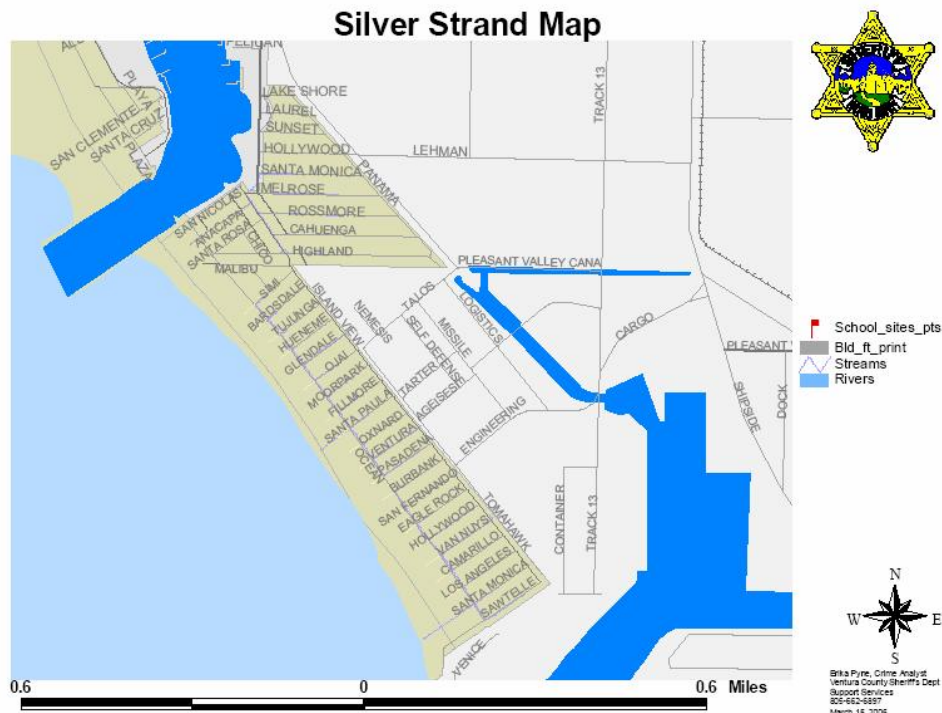 Silver Strand Map
PELICAN
PLAYA
SAN CLEMENTE
SANTA CRUZ
PLAZA
LAKE SHORE
LAUREL
SUNSET
HOLLYWOOD
SANTA MONICA
MELROSE
ROSSMORE
CAHUENGA
HIGHLAND
PANAMA
LEHMAN
TRACK 13
SAN NICOLAS
ANACAPA
SANTA ROSA
CHICO
MALIBU
PLEASANT VALLEY CANA
SIMI
BARDSDALE
TUJUNGA
HUENEME
GLENDALE
OJAI
MOORPARK
FILLMORE
SANTA PAULA
OXNARD
VENTURA
PASADENA
OCEAN
BURBANK
SAN FERNANDO
EAGLE ROCK
HOLLYWOOD
VAN NUYS
CAMARILLO
LOS ANGELES
SANTA MONICA
SAWTELLE
VENICE
ISLAND VIEW
NEMESIS
TALOS
LOGISTICS
MISSILE
SELF DEFENSE
TARTER
ENGINEERING
TOMAHAWK
CARGO
CONTAINER
TRACK 13
SHIPSIDE
DOCK
PLEASANT
School_sites_pts
Bld_ft_print
Streams
Rivers
N
W E
S
0.6 0 0.6 Miles
Erika Pyne, Crime Analyst
Ventura County Sheriff's Dept
Support Services
805-662-6897